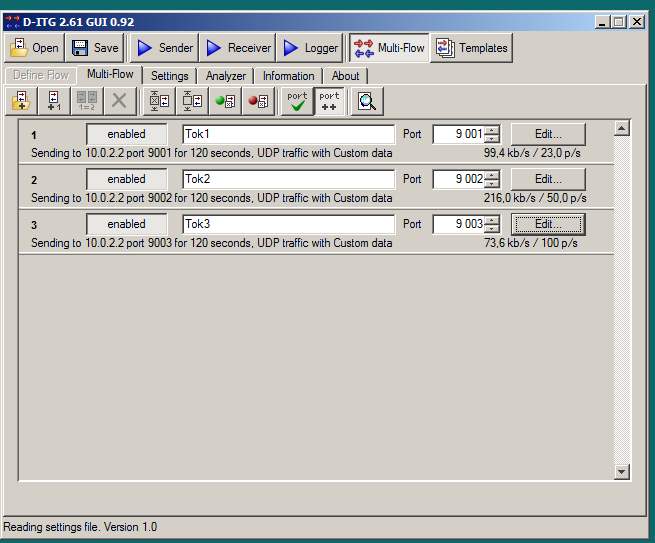 D-ITG 2.61 GUI 0.92
Open Save Sender Receiver Logger Multi-Flow Templates
Define Flow Multi-Flow Settings Analyzer Information About
+1 1=2 port port ++
1 enabled Tok1 Port 9 001 Edit...
Sending to 10.0.2.2 port 9001 for 120 seconds, UDP traffic with Custom data 99,4 kb/s / 23,0 p/s
2 enabled Tok2 Port 9 002 Edit...
Sending to 10.0.2.2 port 9002 for 120 seconds, UDP traffic with Custom data 216,0 kb/s / 50,0 p/s
3 enabled Tok3 Port 9 003 Edit...
Sending to 10.0.2.2 port 9003 for 120 seconds, UDP traffic with Custom data 73,6 kb/s / 100 p/s
Reading settings file. Version 1.0